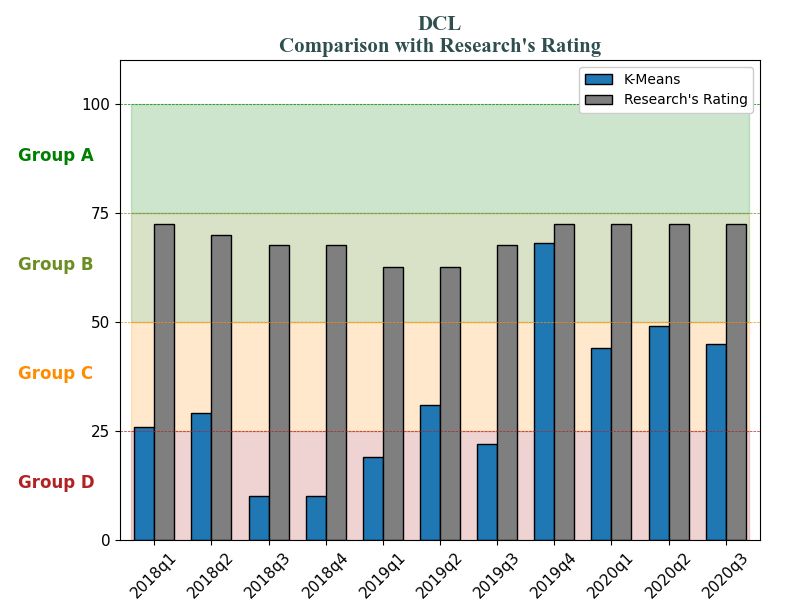 DCL
Comparison with Research's Rating
K-Means
Research's Rating
100
Group A
75
Group B
50
Group C
25
Group D
0
2018q1 2018q2 2018q3 2018q4 2019q1 2019q2 2019q3 2019q4 2020q1 2020q2 2020q3